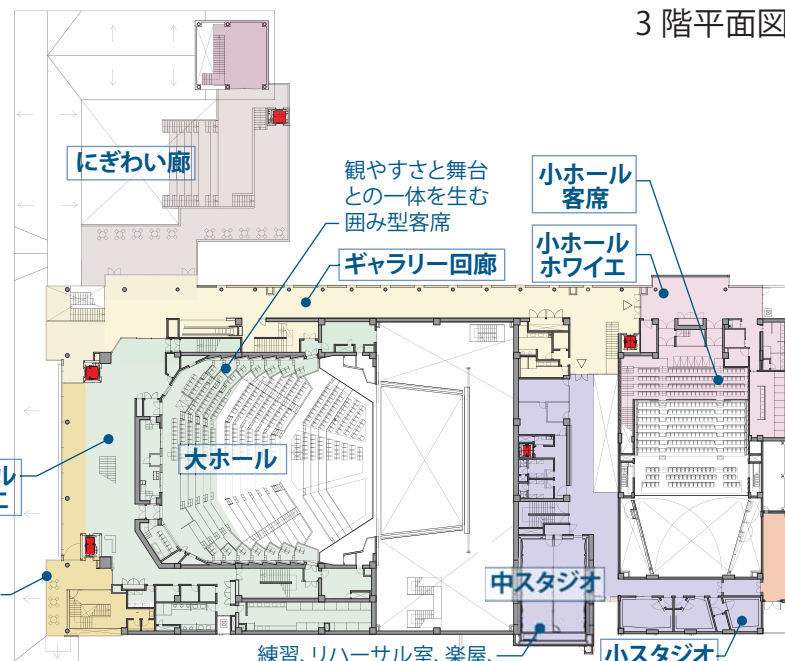 3 階平面図
にぎわい廊
観やすさと舞台
との一体を生む
囲み型客席
小ホール
客席
小ホール
ホワイエ
ギャラリー回廊
大ホール
ル
エ
中スタジオ
練習、リハーサル室、楽屋、
小スタジオ